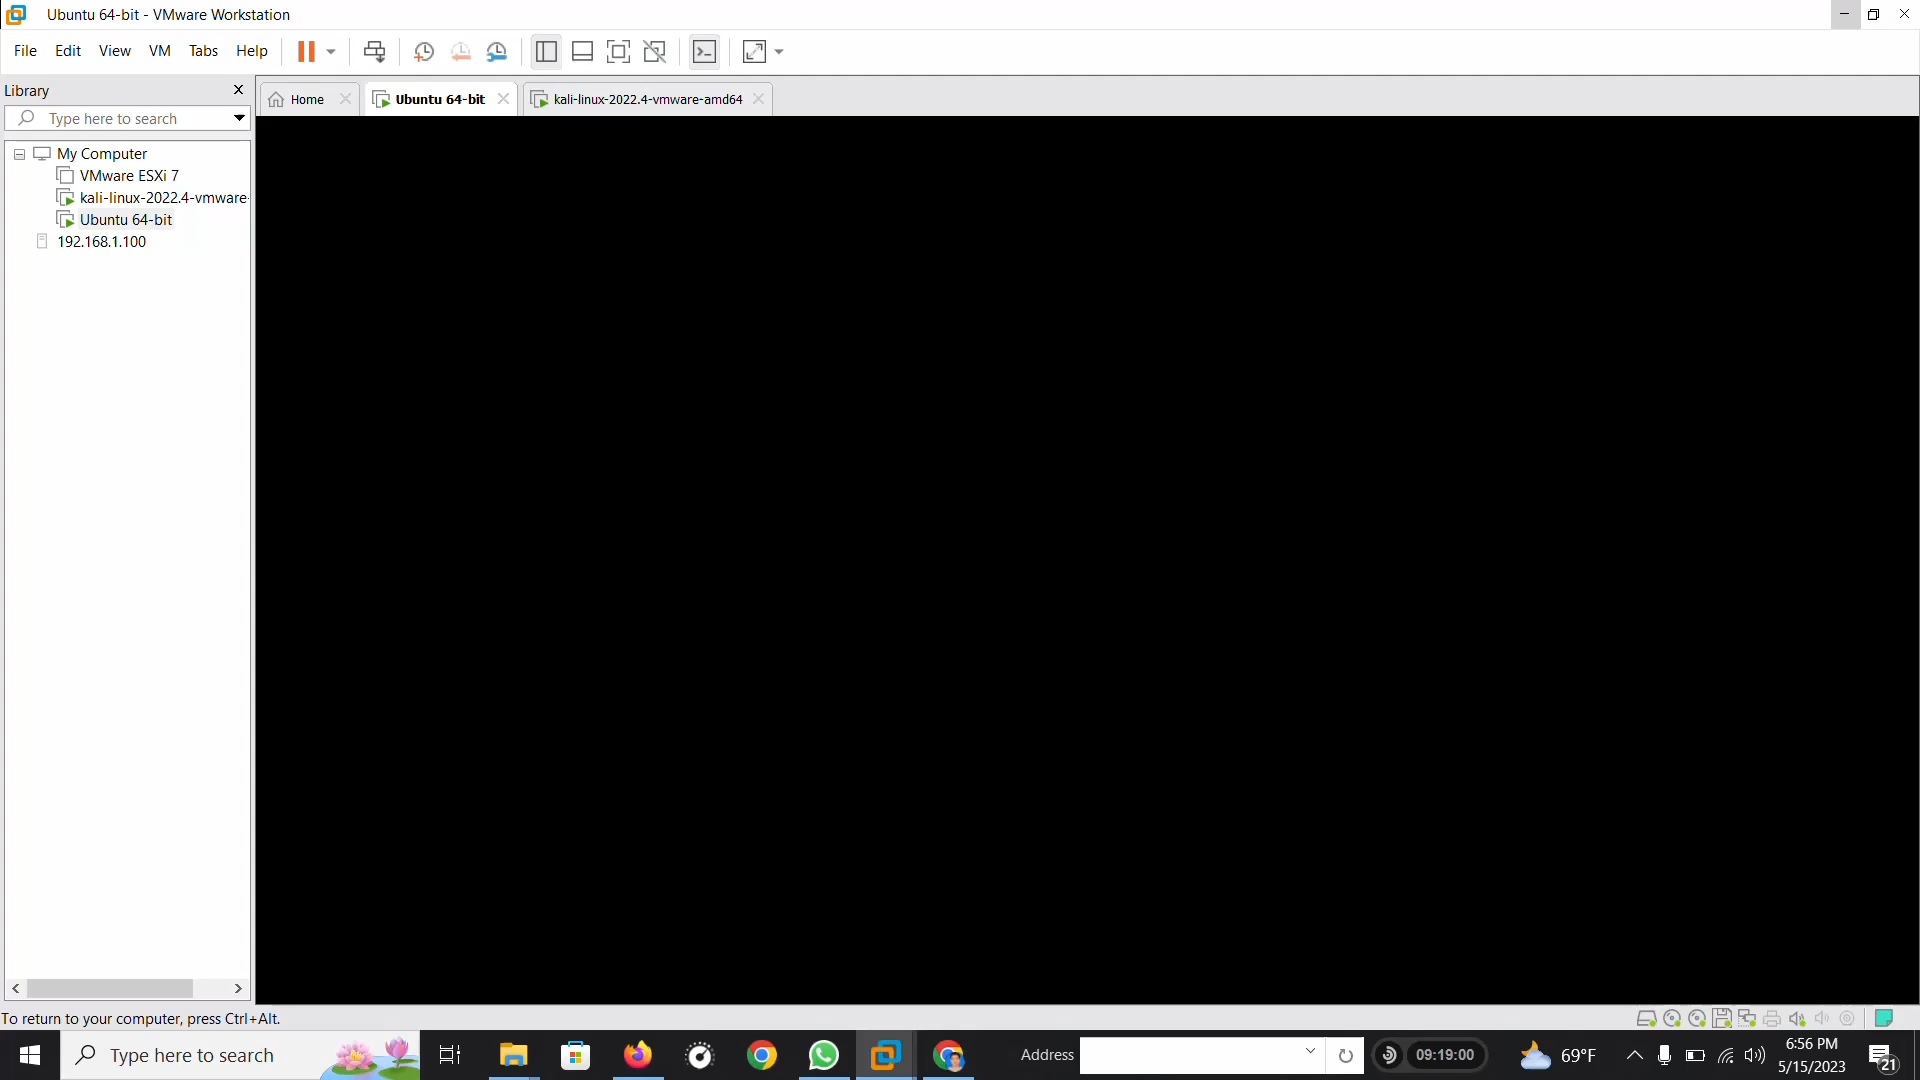 Ubuntu 64-bit - VMware Workstation
File Edit View VM Tabs Help
Library
Type here to search
Home
Ubuntu 64-bit
kali-linux-2022.4-vmware-amd64
My Computer
VMware ESXi 7
kali-linux-2022.4-vmware-
Ubuntu 64-bit
192.168.1.100
To return to your computer, press Ctrl+Alt.
Type here to search
Address
09:19:00
69°F
6:56 PM
5/15/2023
21